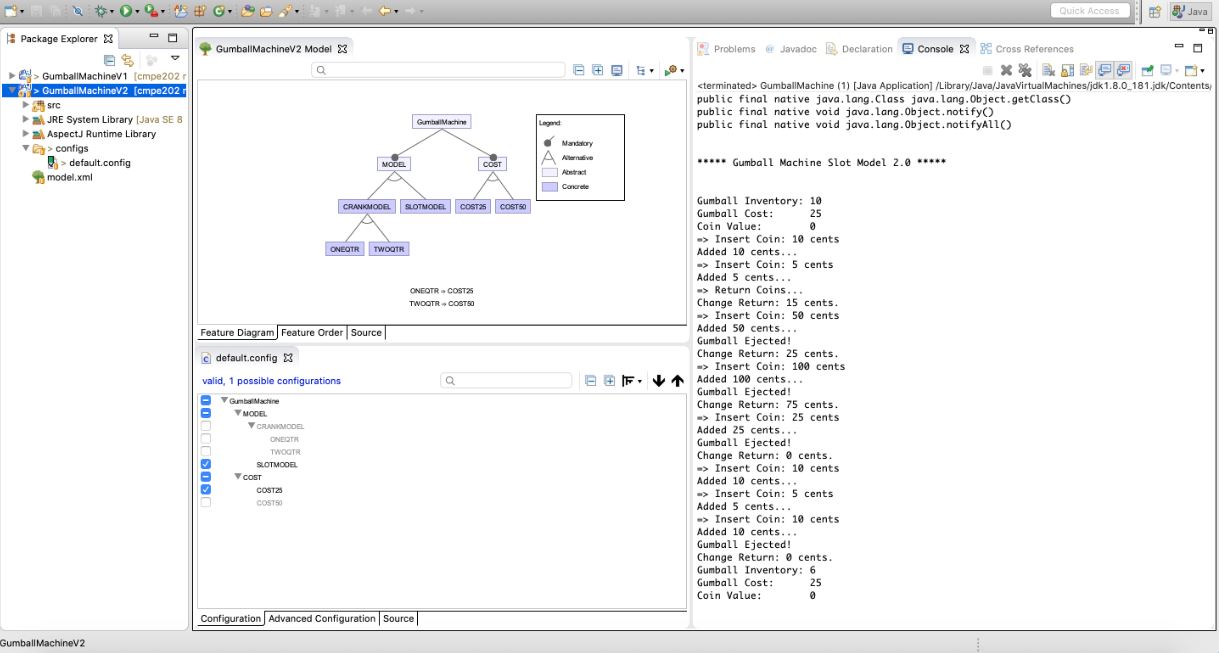 Quick Access
Java
Package Explorer
> GumballMachineV1 [cmpe202 r
> GumballMachineV2 [cmpe202 r
src
JRE System Library [Java SE 8
AspectJ Runtime Library
> configs
> default.config
model.xml
GumballMachineV2 Model
GumballMachine
MODEL
COST
CRANKMODEL
SLOTMODEL
COST25
COST50
ONEQTR
TWOQTR
Legend:
Mandatory
Alternative
Abstract
Concrete
ONEQTR → COST25
TWOQTR → COST50
Feature Diagram
Feature Order
Source
default.config
valid, 1 possible configurations
GumballMachine
MODEL
CRANKMODEL
ONEQTR
TWOQTR
SLOTMODEL
COST
COST25
COST50
Configuration
Advanced Configuration
Source
Problems
@ Javadoc
Declaration
Console
Cross References
<terminated> GumballMachine (1) [Java Application] /Library/Java/JavaVirtualMachines/jdk1.8.0_181.jdk/Contents/
public final native java.lang.Class java.lang.Object.getClass()
public final native void java.lang.Object.notify()
public final native void java.lang.Object.notifyAll()
***** Gumball Machine Slot Model 2.0 *****
Gumball Inventory: 10
Gumball Cost: 25
Coin Value: 0
=> Insert Coin: 10 cents
Added 10 cents...
=> Insert Coin: 5 cents
Added 5 cents...
=> Return Coins...
Change Return: 15 cents.
=> Insert Coin: 50 cents
Added 50 cents...
Gumball Ejected!
Change Return: 25 cents.
=> Insert Coin: 100 cents
Added 100 cents...
Gumball Ejected!
Change Return: 75 cents.
=> Insert Coin: 25 cents
Added 25 cents...
Gumball Ejected!
Change Return: 0 cents.
=> Insert Coin: 10 cents
Added 10 cents...
=> Insert Coin: 5 cents
Added 5 cents...
=> Insert Coin: 10 cents
Added 10 cents...
Gumball Ejected!
Change Return: 0 cents.
Gumball Inventory: 6
Gumball Cost: 25
Coin Value: 0
GumballMachineV2